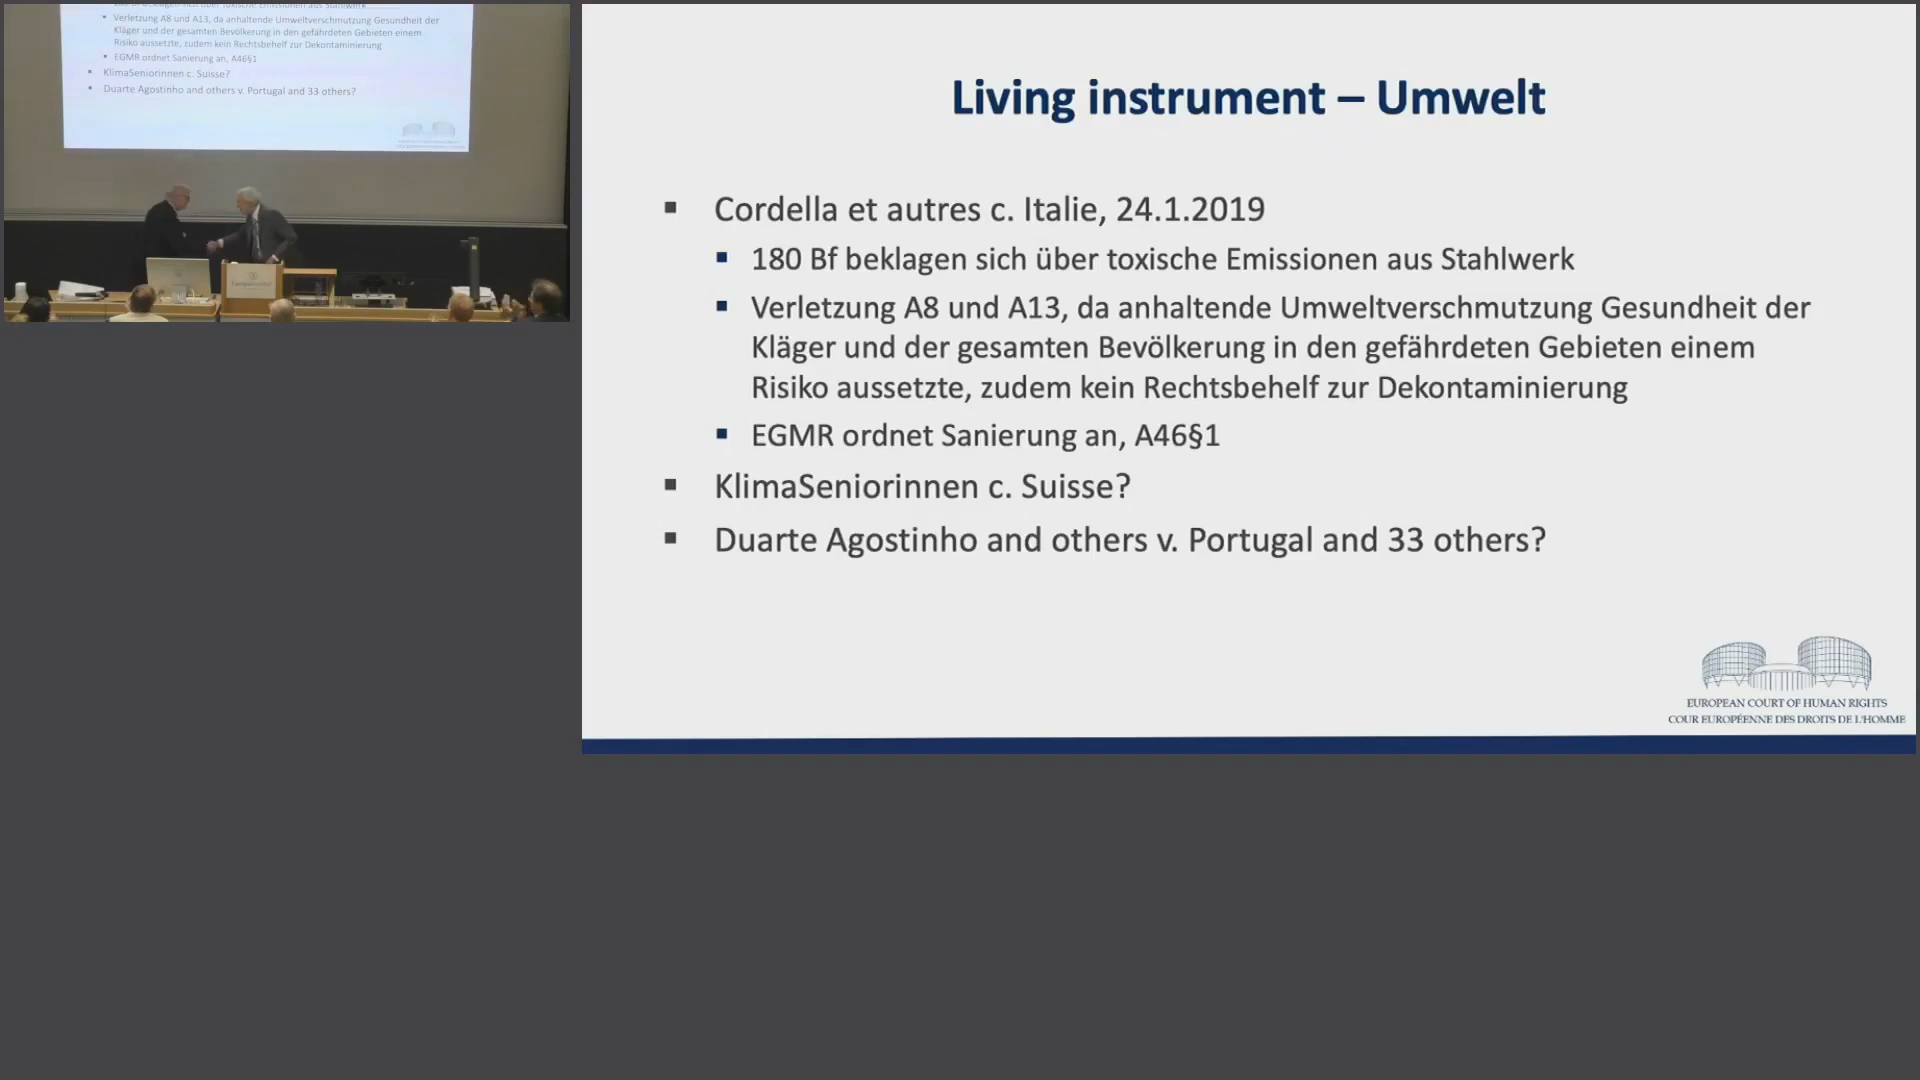 Verletzung A8 und A13, da anhaltende Umweltverschmutzung Gesundheit der
Kläger und der gesamten Bevölkerung in den gefährdeten Gebieten einem
Risiko aussetzte, zudem kein Rechtsbehelf zur Dekontaminierung
EGMR ordnet Sanierung an, A46§1
KlimaSeniorinnen c. Suisse?
Duarte Agostinho and others v. Portugal and 33 others?
Living instrument – Umwelt
Cordella et autres c. Italie, 24.1.2019
180 Bf beklagen sich über toxische Emissionen aus Stahlwerk
Verletzung A8 und A13, da anhaltende Umweltverschmutzung Gesundheit der
Kläger und der gesamten Bevölkerung in den gefährdeten Gebieten einem
Risiko aussetzte, zudem kein Rechtsbehelf zur Dekontaminierung
EGMR ordnet Sanierung an, A46§1
KlimaSeniorinnen c. Suisse?
Duarte Agostinho and others v. Portugal and 33 others?
EUROPEAN COURT OF HUMAN RIGHTS
COUR EUROPÉENNE DES DROITS DE L'HOMME